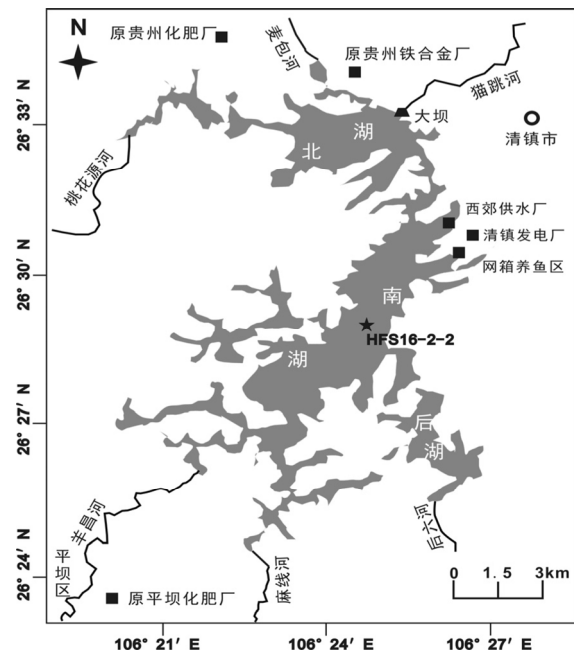 N
原贵州化肥厂
麦包河
原贵州铁合金厂
猫跳河
大坝
清镇市
26° 33′ N
湖
北
桃花源河
西郊供水厂
清镇发电厂
网箱养鱼区
26° 30′ N
南
HFS16-2-2
湖
26° 27′ N
后
湖
羊昌河
后六河
平坝区
麻线河
26° 24′ N
原平坝化肥厂
0 1.5 3km
106° 21′ E 106° 24′ E 106° 27′ E